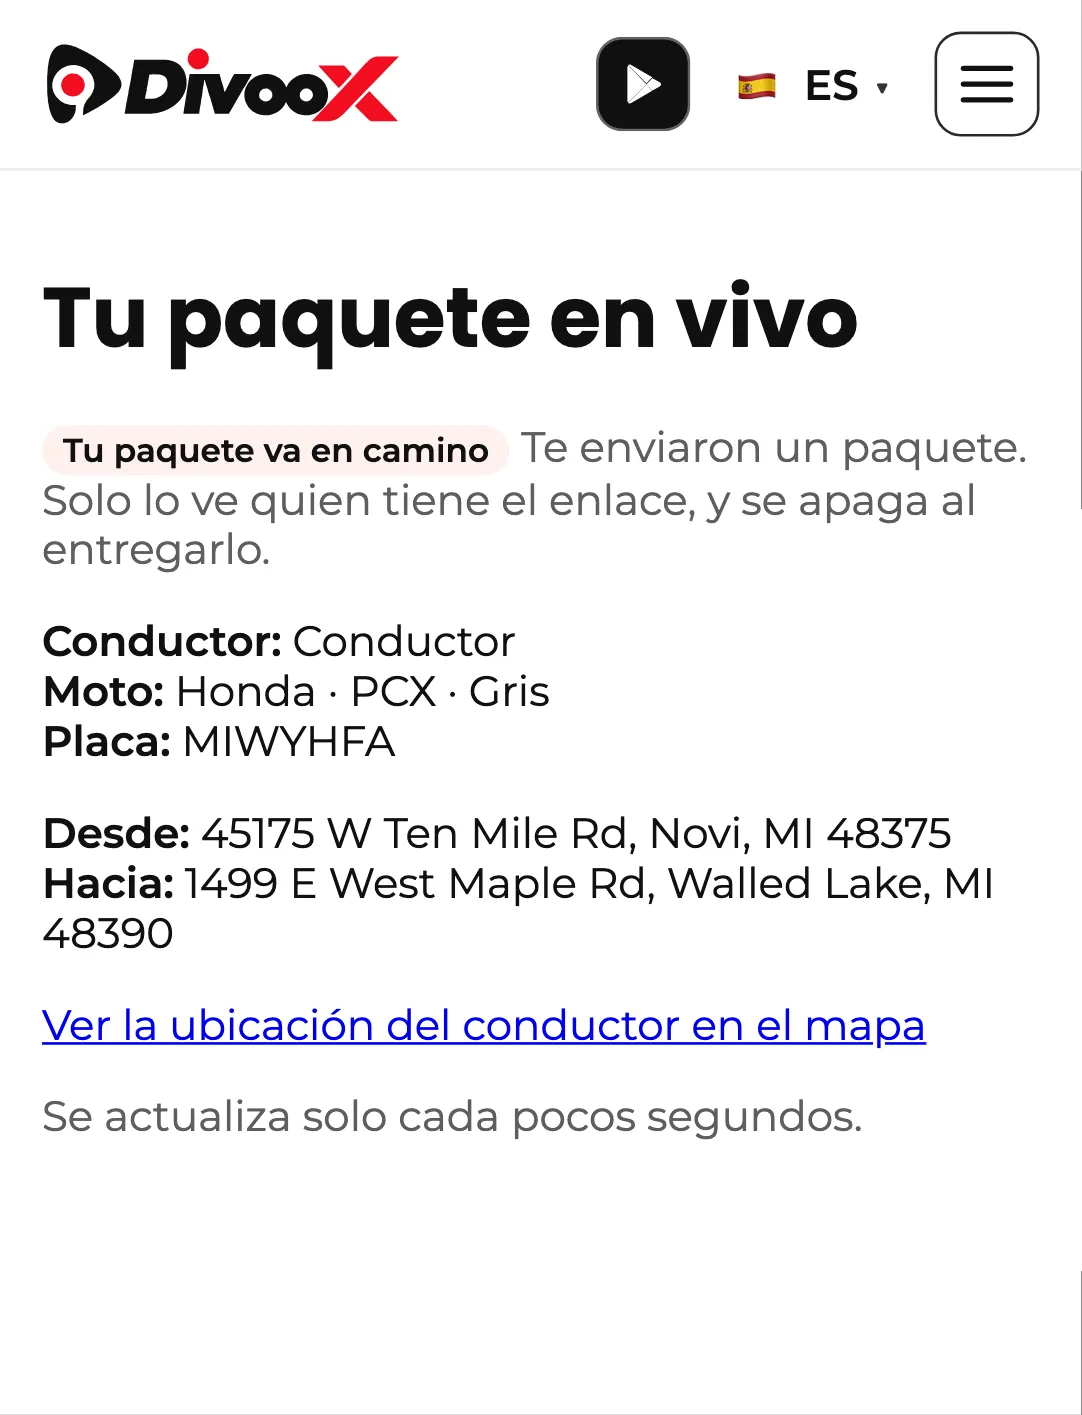 DivooX
ES
Tu paquete en vivo
Tu paquete va en camino Te enviaron un paquete.
Solo lo ve quien tiene el enlace, y se apaga al
entregarlo.
Conductor: Conductor
Moto: Honda · PCX · Gris
Placa: MIWYHFA
Desde: 45175 W Ten Mile Rd, Novi, MI 48375
Hacia: 1499 E West Maple Rd, Walled Lake, MI
48390
Ver la ubicación del conductor en el mapa
Se actualiza solo cada pocos segundos.